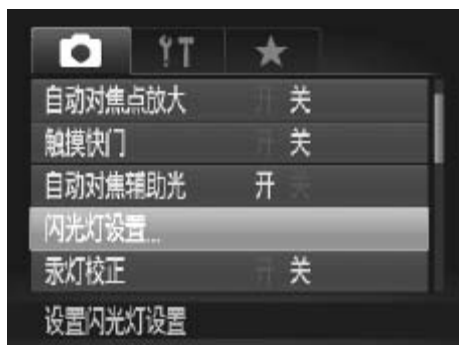 自动对焦点放大 开 关
触摸快门 开 关
自动对焦辅助光 开 关
闪光灯设置...
汞灯校正 开 关
设置闪光灯设置